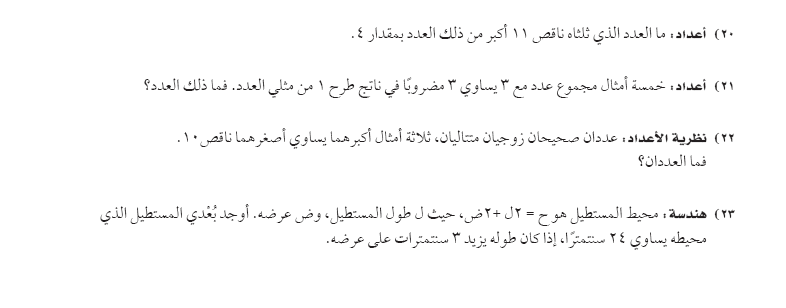 ٢٠) أعداد: ما العدد الذي ثلثاه ناقص ١١ أكبر من ذلك العدد بمقدار ٤.
٢١) أعداد: خمسة أمثال مجموع عدد مع ٣ يساوي ٣ مضروبًا في ناتج طرح ١ من مثلي العدد. فما ذلك العدد؟
٢٢) نظرية الأعداد: عددان صحيحان زوجيان متتاليان، ثلاثة أمثال أكبرهما يساوي أصغرهما ناقص ١٠.
فما العددان؟
٢٣) هندسة: محيط المستطيل هو ح = ٢ل + ٢ض، حيث ل طول المستطيل، وض عرضه. أوجد بُعْدي المستطيل الذي
محيطه يساوي ٢٤ سنتمترًا، إذا كان طوله يزيد ٣ سنتمترات على عرضه.